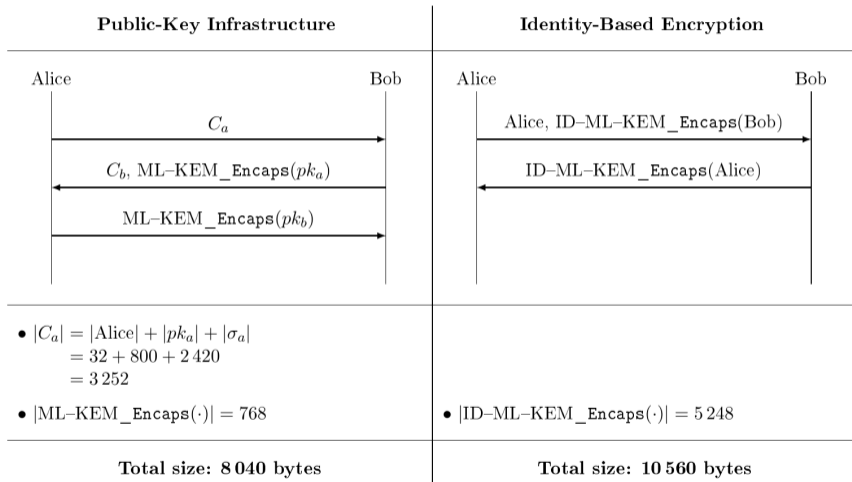 Public-Key Infrastructure
Alice
Bob
C_a
C_b, ML–KEM_Encaps(pk_a)
ML–KEM_Encaps(pk_b)
• |C_a| = |Alice| + |pk_a| + |σ_a|
= 32 + 800 + 2 420
= 3 252
• |ML–KEM_Encaps(·)| = 768
Total size: 8 040 bytes
Identity-Based Encryption
Alice
Bob
Alice, ID–ML–KEM_Encaps(Bob)
ID–ML–KEM_Encaps(Alice)
• |ID–ML–KEM_Encaps(·)| = 5 248
Total size: 10 560 bytes